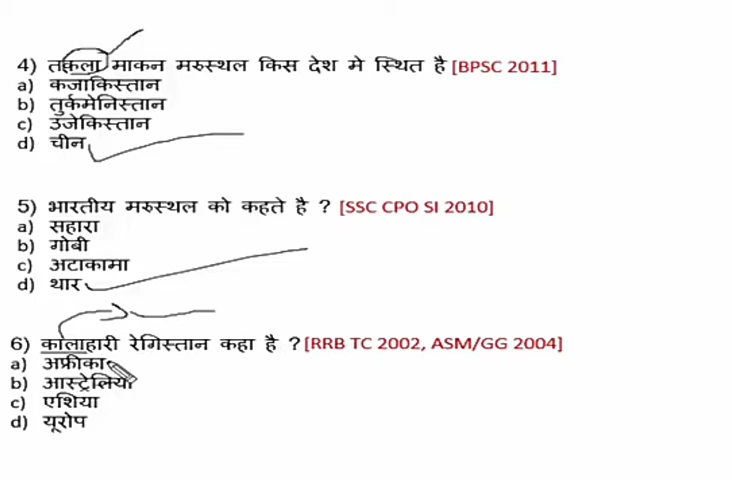 4) तकला माकन मरुस्थल किस देश मे स्थित है [BPSC 2011]
a) कजाकिस्तान
b) तुर्कमेनिस्तान
c) उजेकिस्तान
d) चीन
5) भारतीय मरुस्थल को कहते है ? [SSC CPO SI 2010]
a) सहारा
b) गोबी
c) अटाकामा
d) थार
6) कालाहारी रेगिस्तान कहा है ? [RRB TC 2002, ASM/GG 2004]
a) अफ्रीका
b) आस्ट्रेलिया
c) एशिया
d) यूरोप